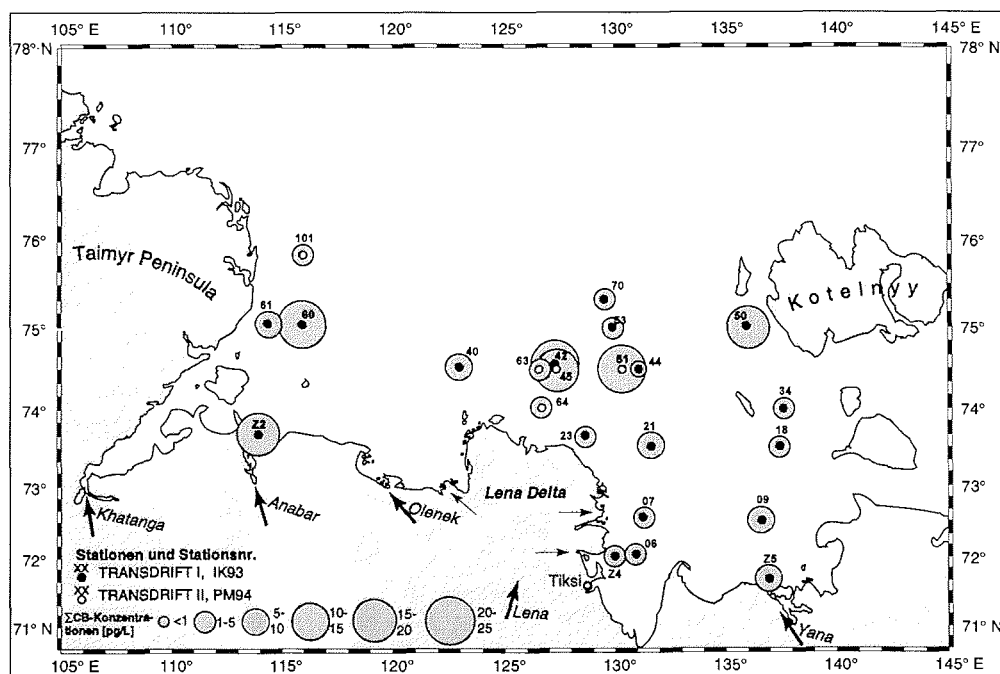 105° E 110° 115° 120° 125° 130° 135° 140° 145° E
78° N 78° N
77° 77°
76° 76°
75° 75°
74° 74°
73° 73°
72° 72°
71° N 71° N
Taimyr Peninsula
Kotelnyy
101
61
60
70
53
50
40
63
42
45
51
44
64
34
Z2
23
21
18
07
09
06
Z4
Z5
Lena Delta
Khatanga
Anabar
Olenek
Tiksi
Lena
Yana
Stationen und Stationsnr.
XX TRANSDRIFT I, IK93
XX TRANSDRIFT II, PM94
ΣCB-Konzentra-
tionen [pg/L]
<1 1-5 5-10 10-15 15-20 20-25
105° E 110° 115° 120° 125° 130° 135° 140° 145° E